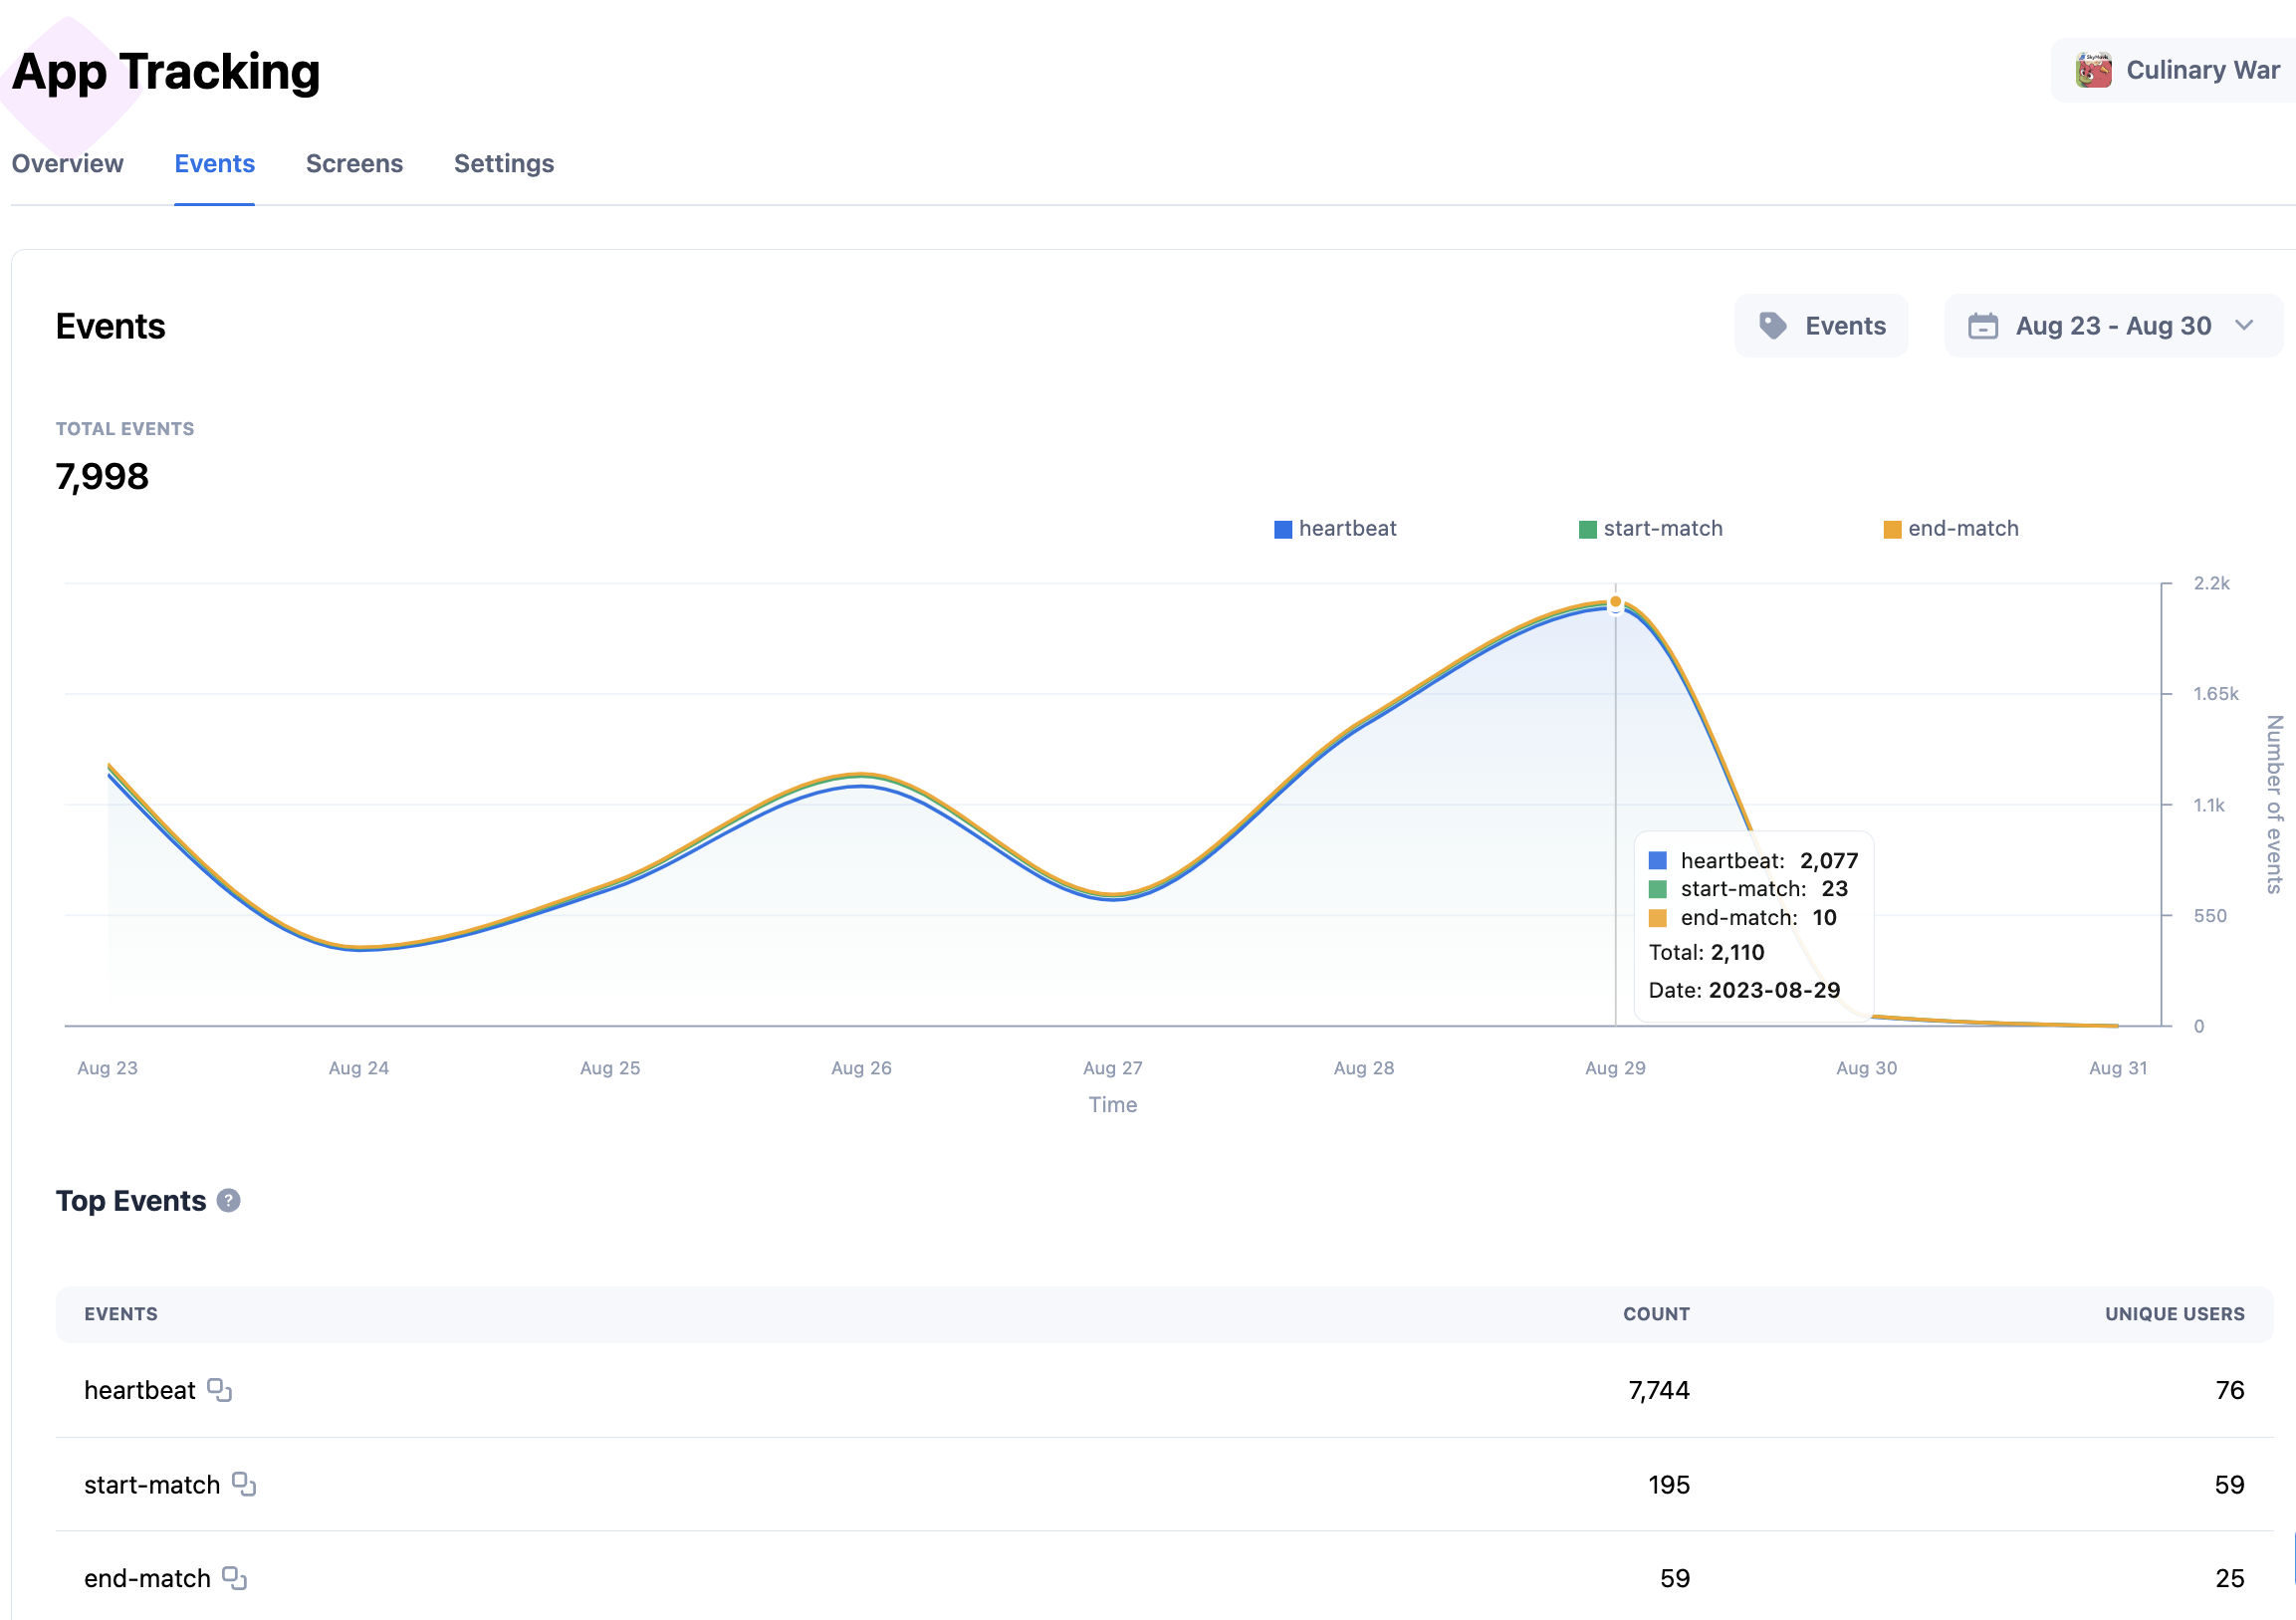 App Tracking
Culinary War
Overview Events Screens Settings
Events
Events
Aug 23 - Aug 30
TOTAL EVENTS
7,998
heartbeat start-match end-match
2.2k
1.65k
1.1k
550
0
Number of events
heartbeat: 2,077
start-match: 23
end-match: 10
Total: 2,110
Date: 2023-08-29
Aug 23 Aug 24 Aug 25 Aug 26 Aug 27 Aug 28 Aug 29 Aug 30 Aug 31
Time
Top Events ?
EVENTS COUNT UNIQUE USERS
heartbeat 7,744 76
start-match 195 59
end-match 59 25